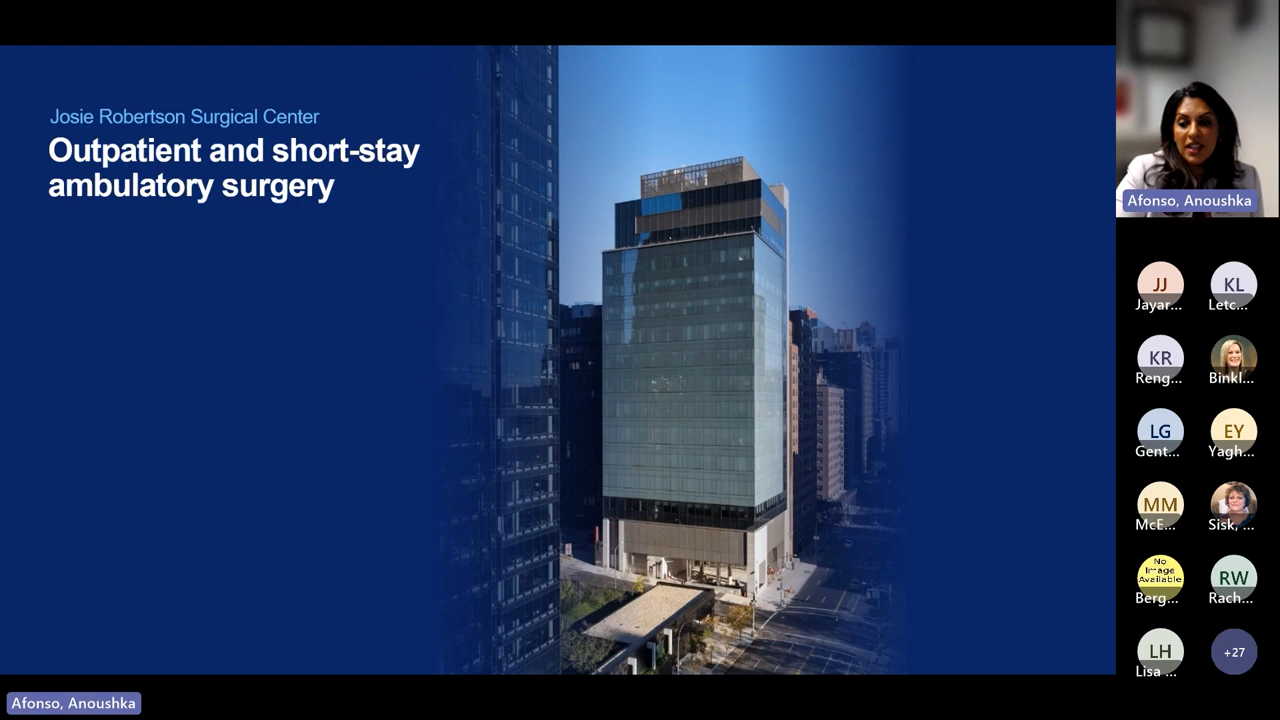 Josie Robertson Surgical Center
Outpatient and short-stay
ambulatory surgery
Afonso, Anoushka
JJ
KL
Jayar...
Letc...
KR
Reng...
Binkl...
LG
EY
Gent...
Yagh...
MM
McE...
Sisk, ...
No
Image
Available
RW
Berg...
Rach...
LH
+27
Lisa ...
Afonso, Anoushka